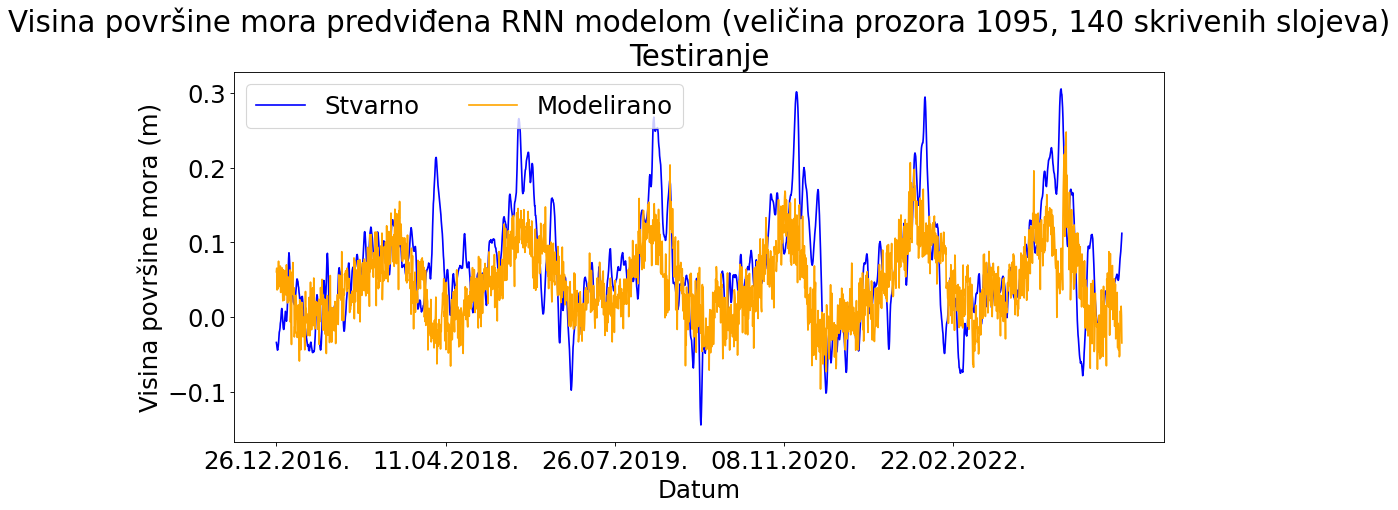 Visina površine mora predviđena RNN modelom (veličina prozora 1095, 140 skrivenih slojeva)
Testiranje
Stvarno
Modelirano
Visina površine mora (m)
0.3
0.2
0.1
0.0
−0.1
26.12.2016.
11.04.2018.
26.07.2019.
08.11.2020.
22.02.2022.
Datum